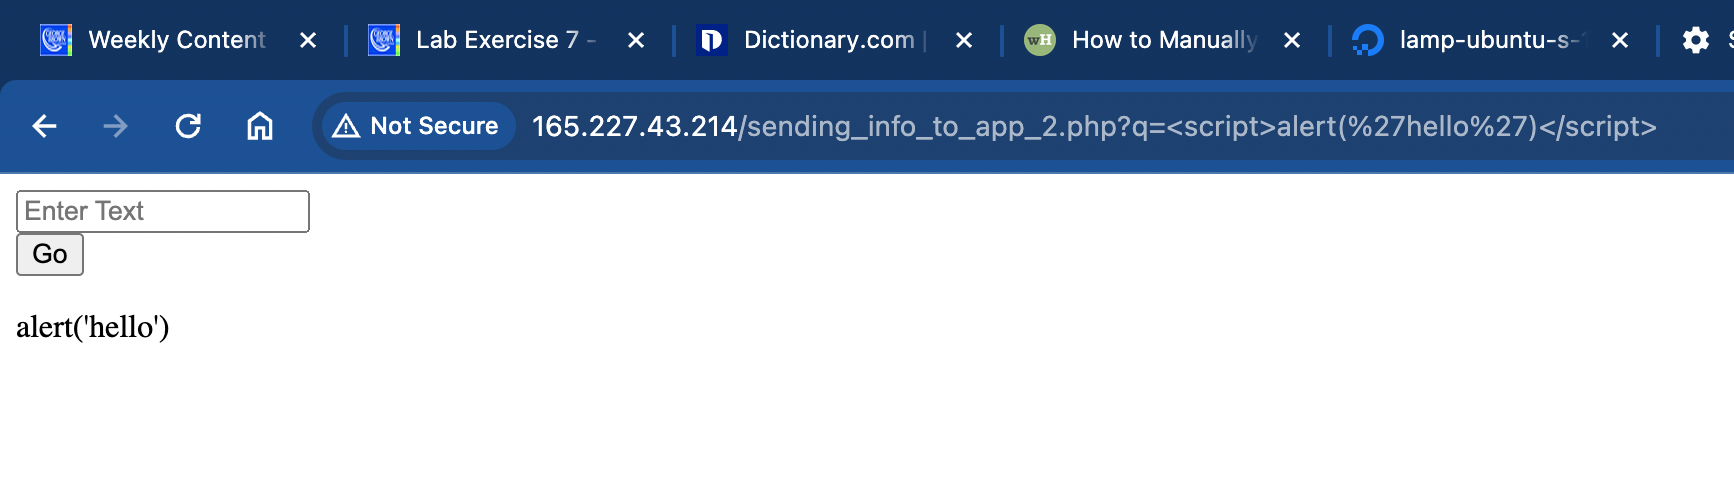 Weekly Content
Lab Exercise 7 -
Dictionary.com |
wH How to Manually
lamp-ubuntu-s-
Not Secure 165.227.43.214/sending_info_to_app_2.php?q=<script>alert(%27hello%27)</script>
Enter Text
Go
alert('hello')